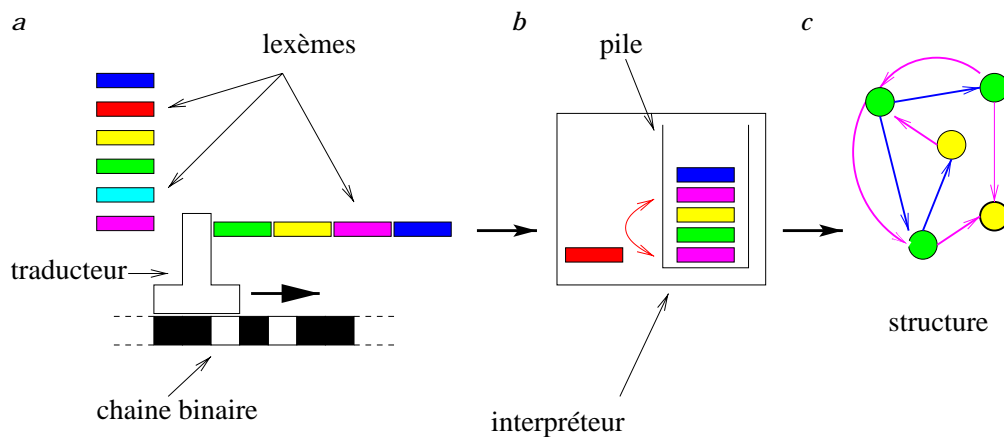 a
b
c
lexèmes
pile
traducteur
structure
chaine binaire
interpréteur